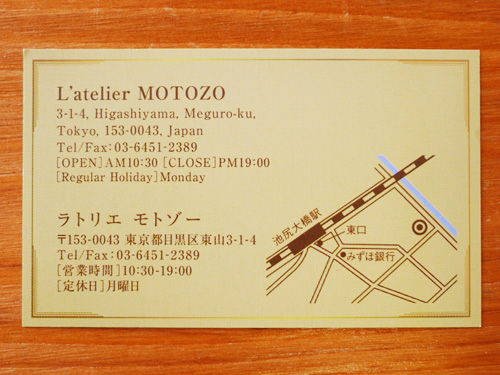 L'atelier MOTOZO
3-1-4, Higashiyama, Meguro-ku,
Tokyo, 153-0043, Japan
Tel/Fax:03-6451-2389
[OPEN]AM10:30 [CLOSE]PM19:00
[Regular Holiday]Monday
ラトリエ モトゾー
〒153-0043 東京都目黒区東山3-1-4
Tel/Fax:03-6451-2389
[営業時間]10:30-19:00
[定休日]月曜日
池尻大橋駅
東口
みずほ銀行